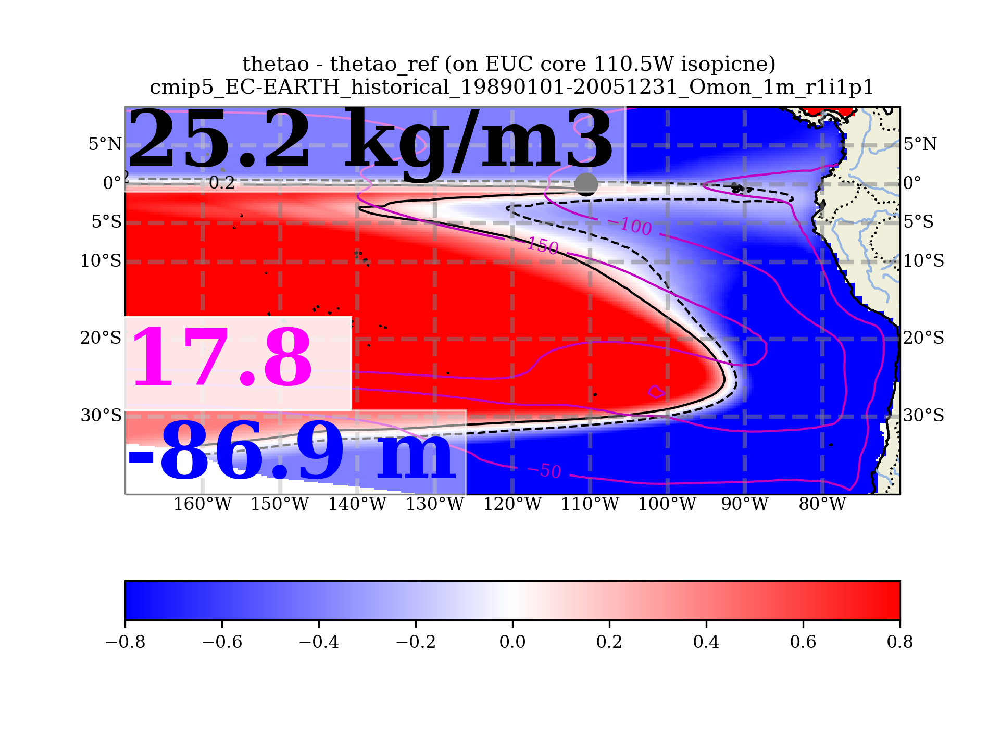 thetao - thetao_ref (on EUC core 110.5W isopicne)
cmip5_EC-EARTH_historical_19890101-20051231_Omon_1m_r1i1p1
25.2 kg/m3
5°N 5°N
0° 0.2 0°
5°S −100 5°S
150
10°S 10°S
20°S 17.8 20°S
30°S 30°S
-86.9 m
−50
160°W 150°W 140°W 130°W 120°W 110°W 100°W 90°W 80°W
−0.8 −0.6 −0.4 −0.2 0.0 0.2 0.4 0.6 0.8